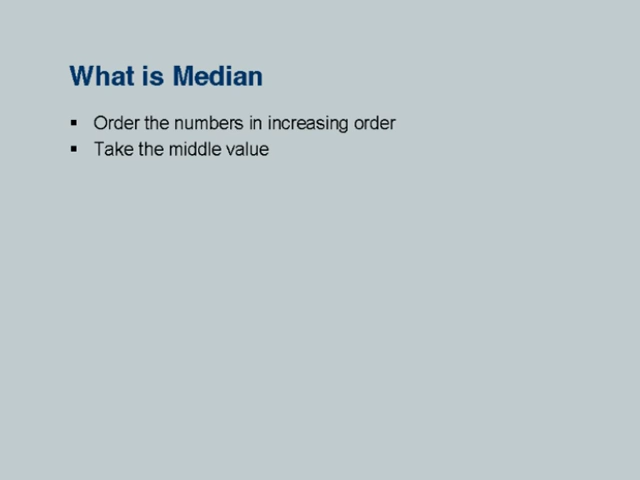 What is Median
▪ Order the numbers in increasing order
▪ Take the middle value